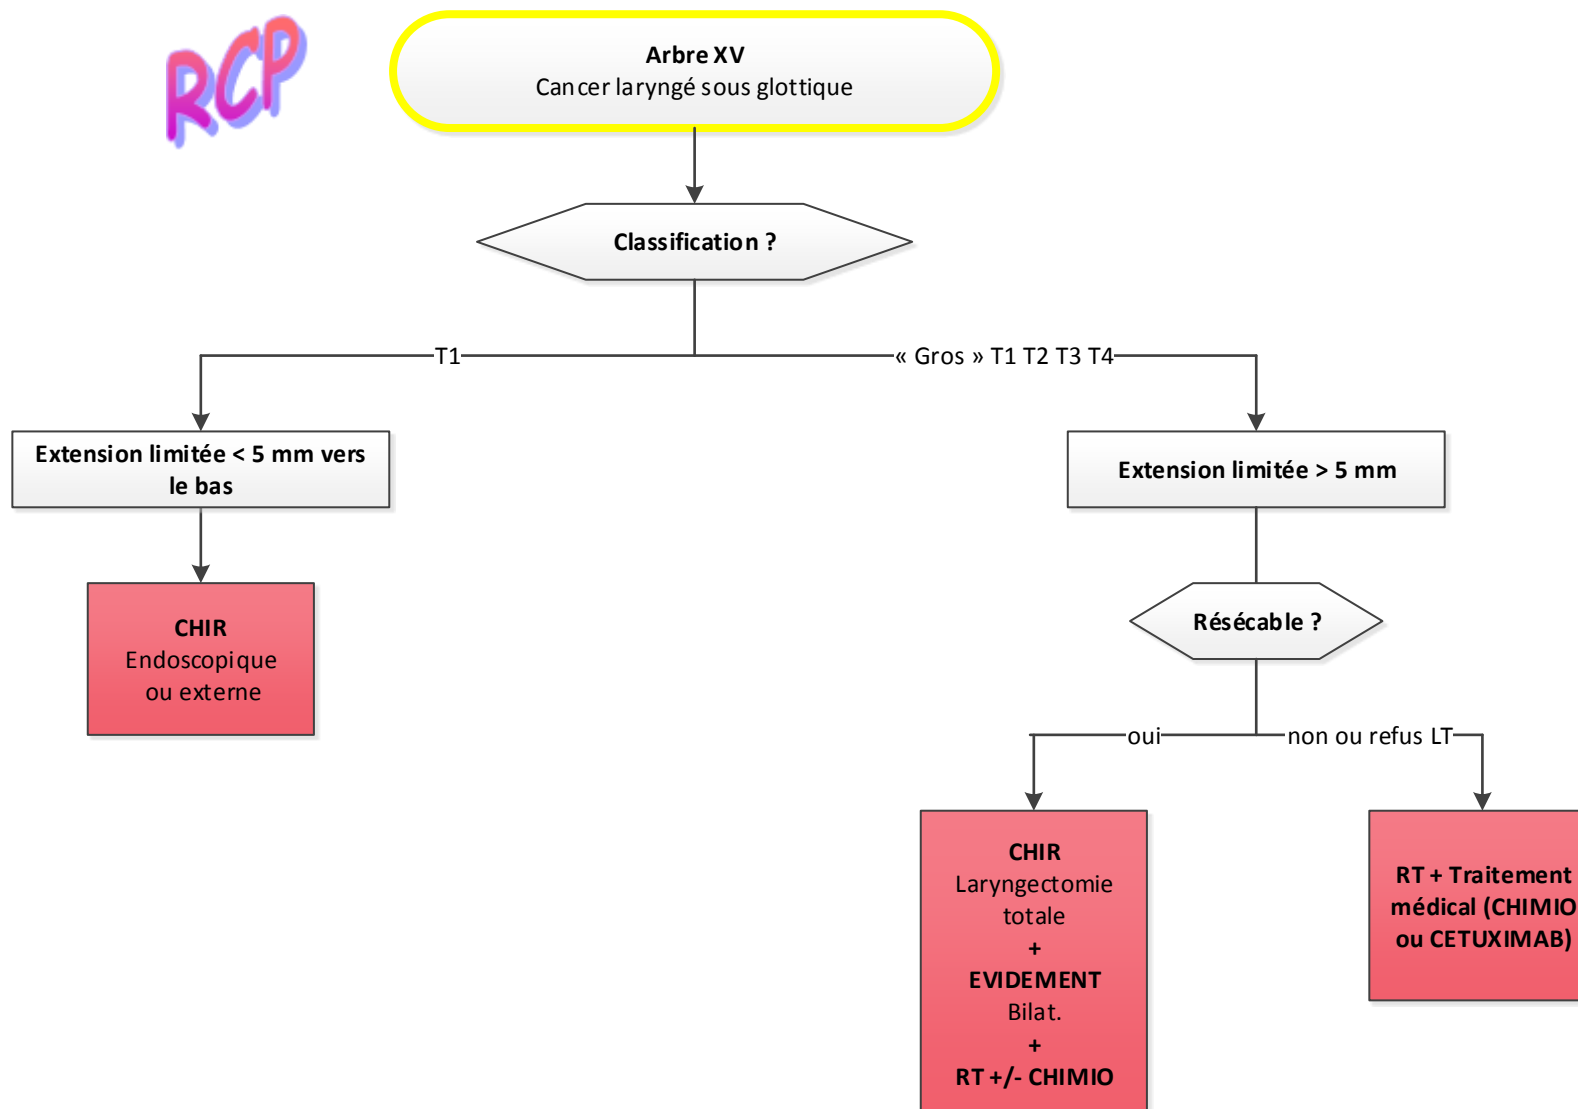 RCP
Arbre XV
Cancer laryngé sous glottique
Classification ?
T1
« Gros » T1 T2 T3 T4
Extension limitée < 5 mm vers
le bas
Extension limitée > 5 mm
CHIR
Endoscopique
ou externe
Résécable ?
oui
non ou refus LT
CHIR
Laryngectomie
totale
+
EVIDEMENT
Bilat.
+
RT +/- CHIMIO
RT + Traitement
médical (CHIMIO
ou CETUXIMAB)